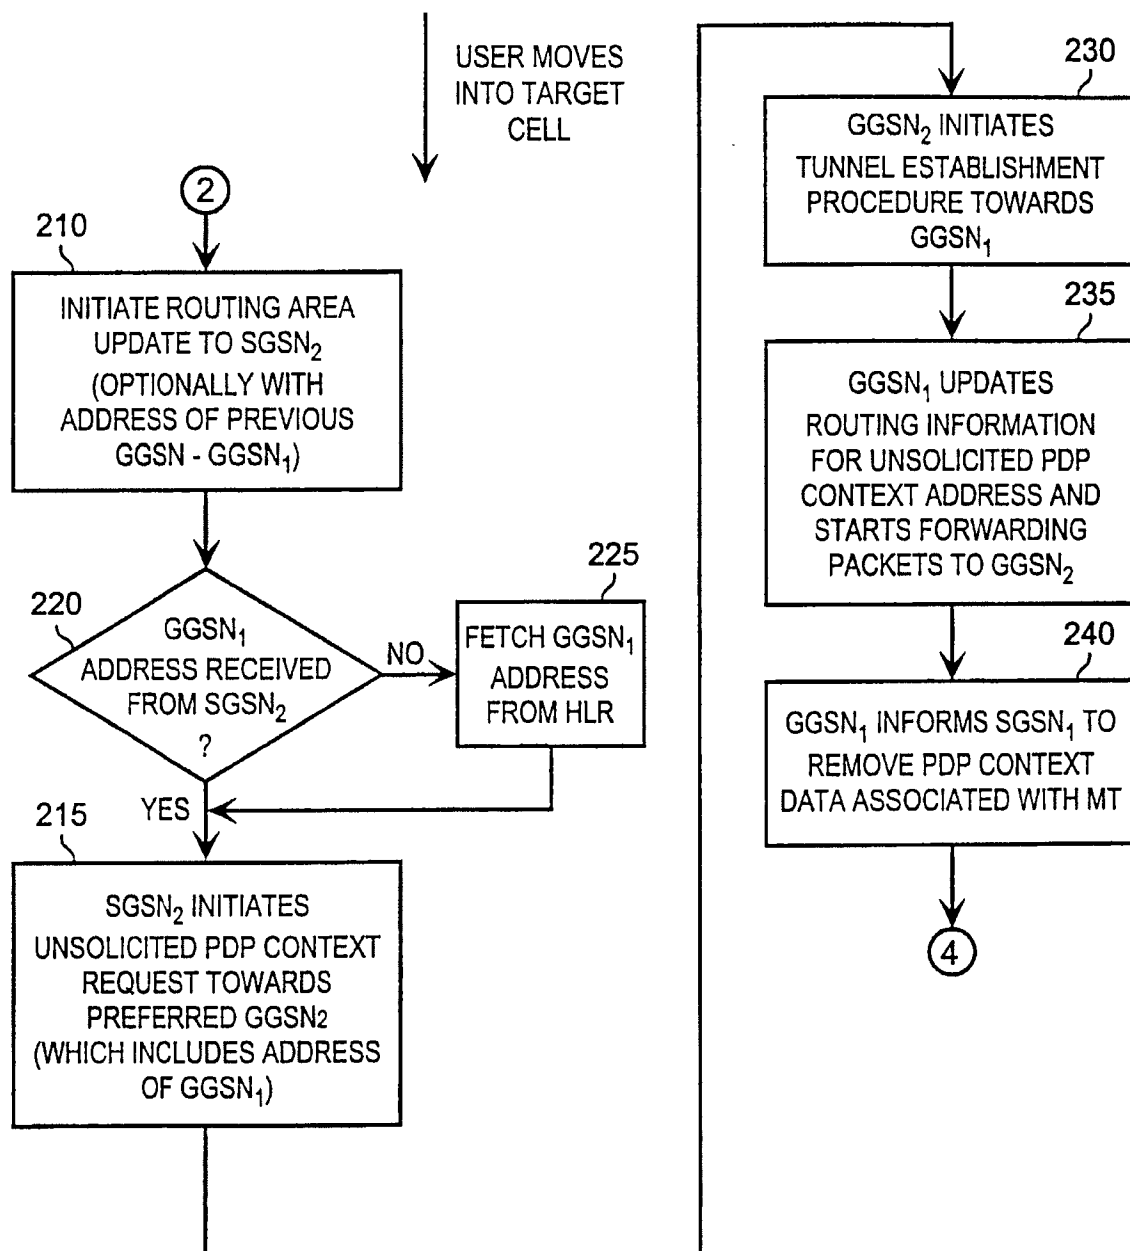 USER MOVES
INTO TARGET
CELL
2
210
INITIATE ROUTING AREA
UPDATE TO SGSN₂
(OPTIONALLY WITH
ADDRESS OF PREVIOUS
GGSN - GGSN₁)
220
GGSN₁
ADDRESS RECEIVED
FROM SGSN₂
?
NO
225
FETCH GGSN₁
ADDRESS
FROM HLR
YES
215
SGSN₂ INITIATES
UNSOLICITED PDP CONTEXT
REQUEST TOWARDS
PREFERRED GGSN2
(WHICH INCLUDES ADDRESS
OF GGSN₁)
230
GGSN₂ INITIATES
TUNNEL ESTABLISHMENT
PROCEDURE TOWARDS
GGSN₁
235
GGSN₁ UPDATES
ROUTING INFORMATION
FOR UNSOLICITED PDP
CONTEXT ADDRESS AND
STARTS FORWARDING
PACKETS TO GGSN₂
240
GGSN₁ INFORMS SGSN₁ TO
REMOVE PDP CONTEXT
DATA ASSOCIATED WITH MT
4